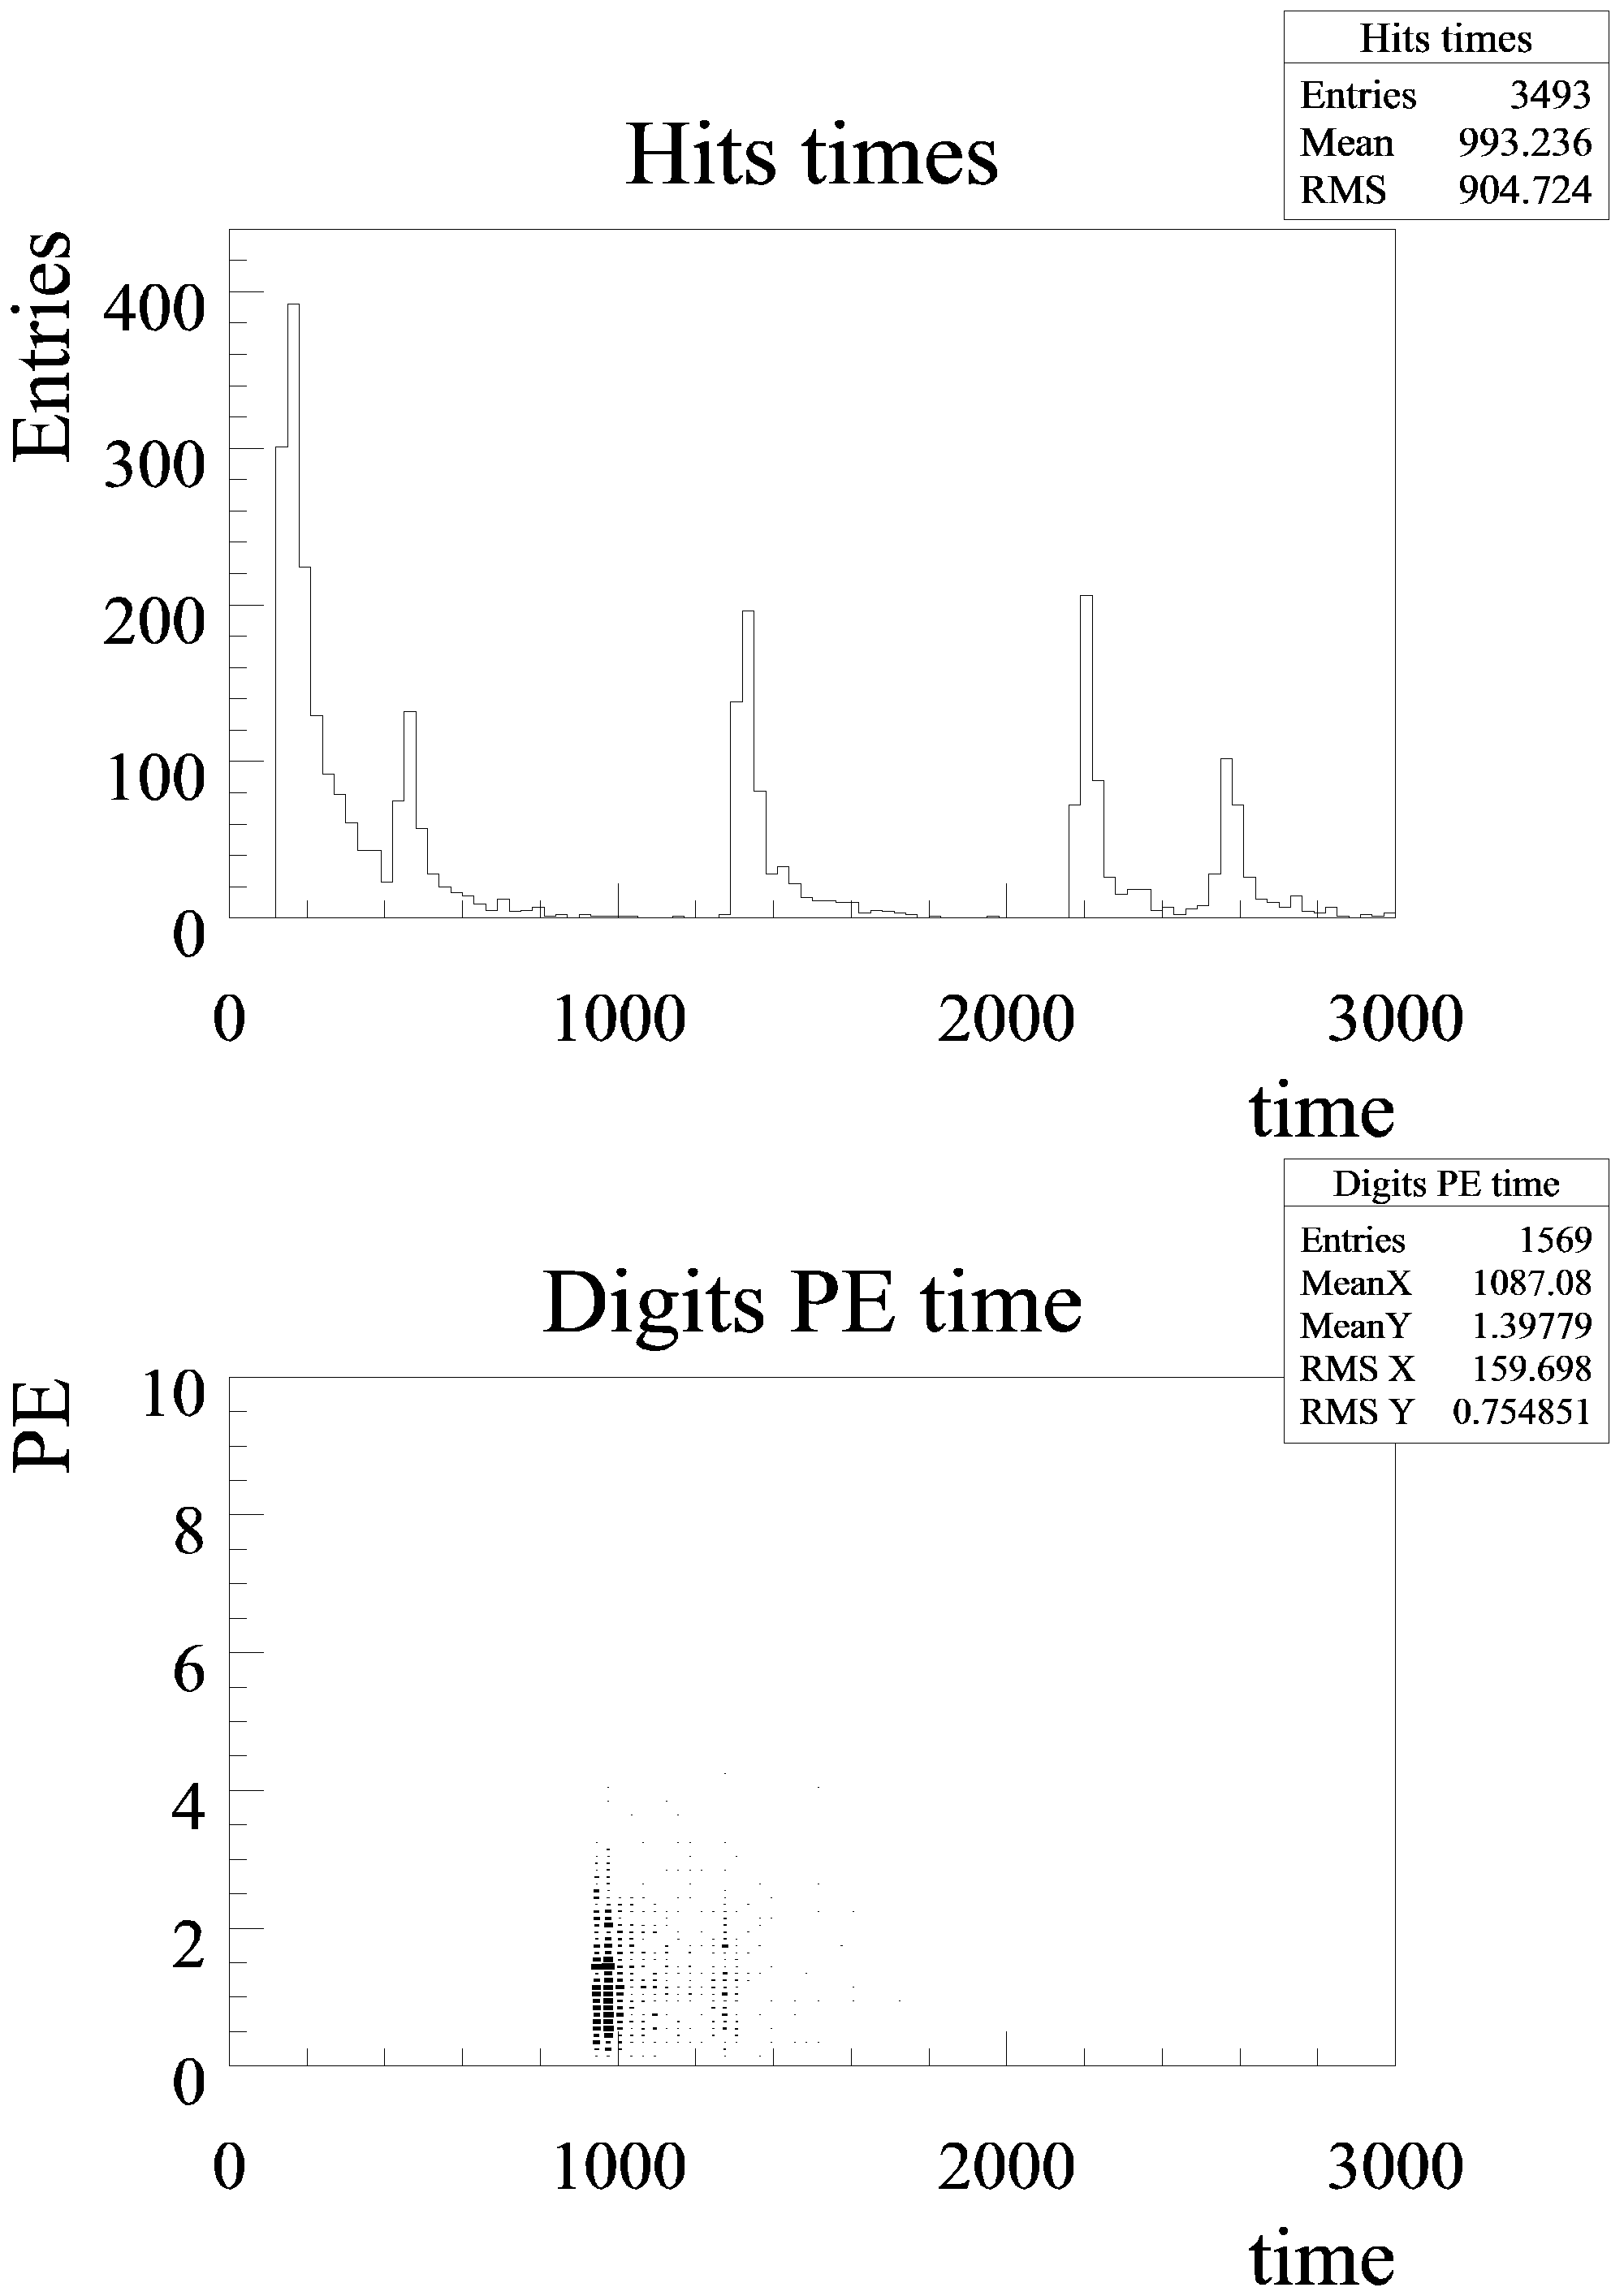 Hits times
Entries 3493
Mean 993.236
RMS 904.724
Hits times
Entries
400
300
200
100
0
0 1000 2000 3000
time
Digits PE time
Entries 1569
MeanX 1087.08
MeanY 1.39779
RMS X 159.698
RMS Y 0.754851
Digits PE time
PE
10
8
6
4
2
0
0 1000 2000 3000
time